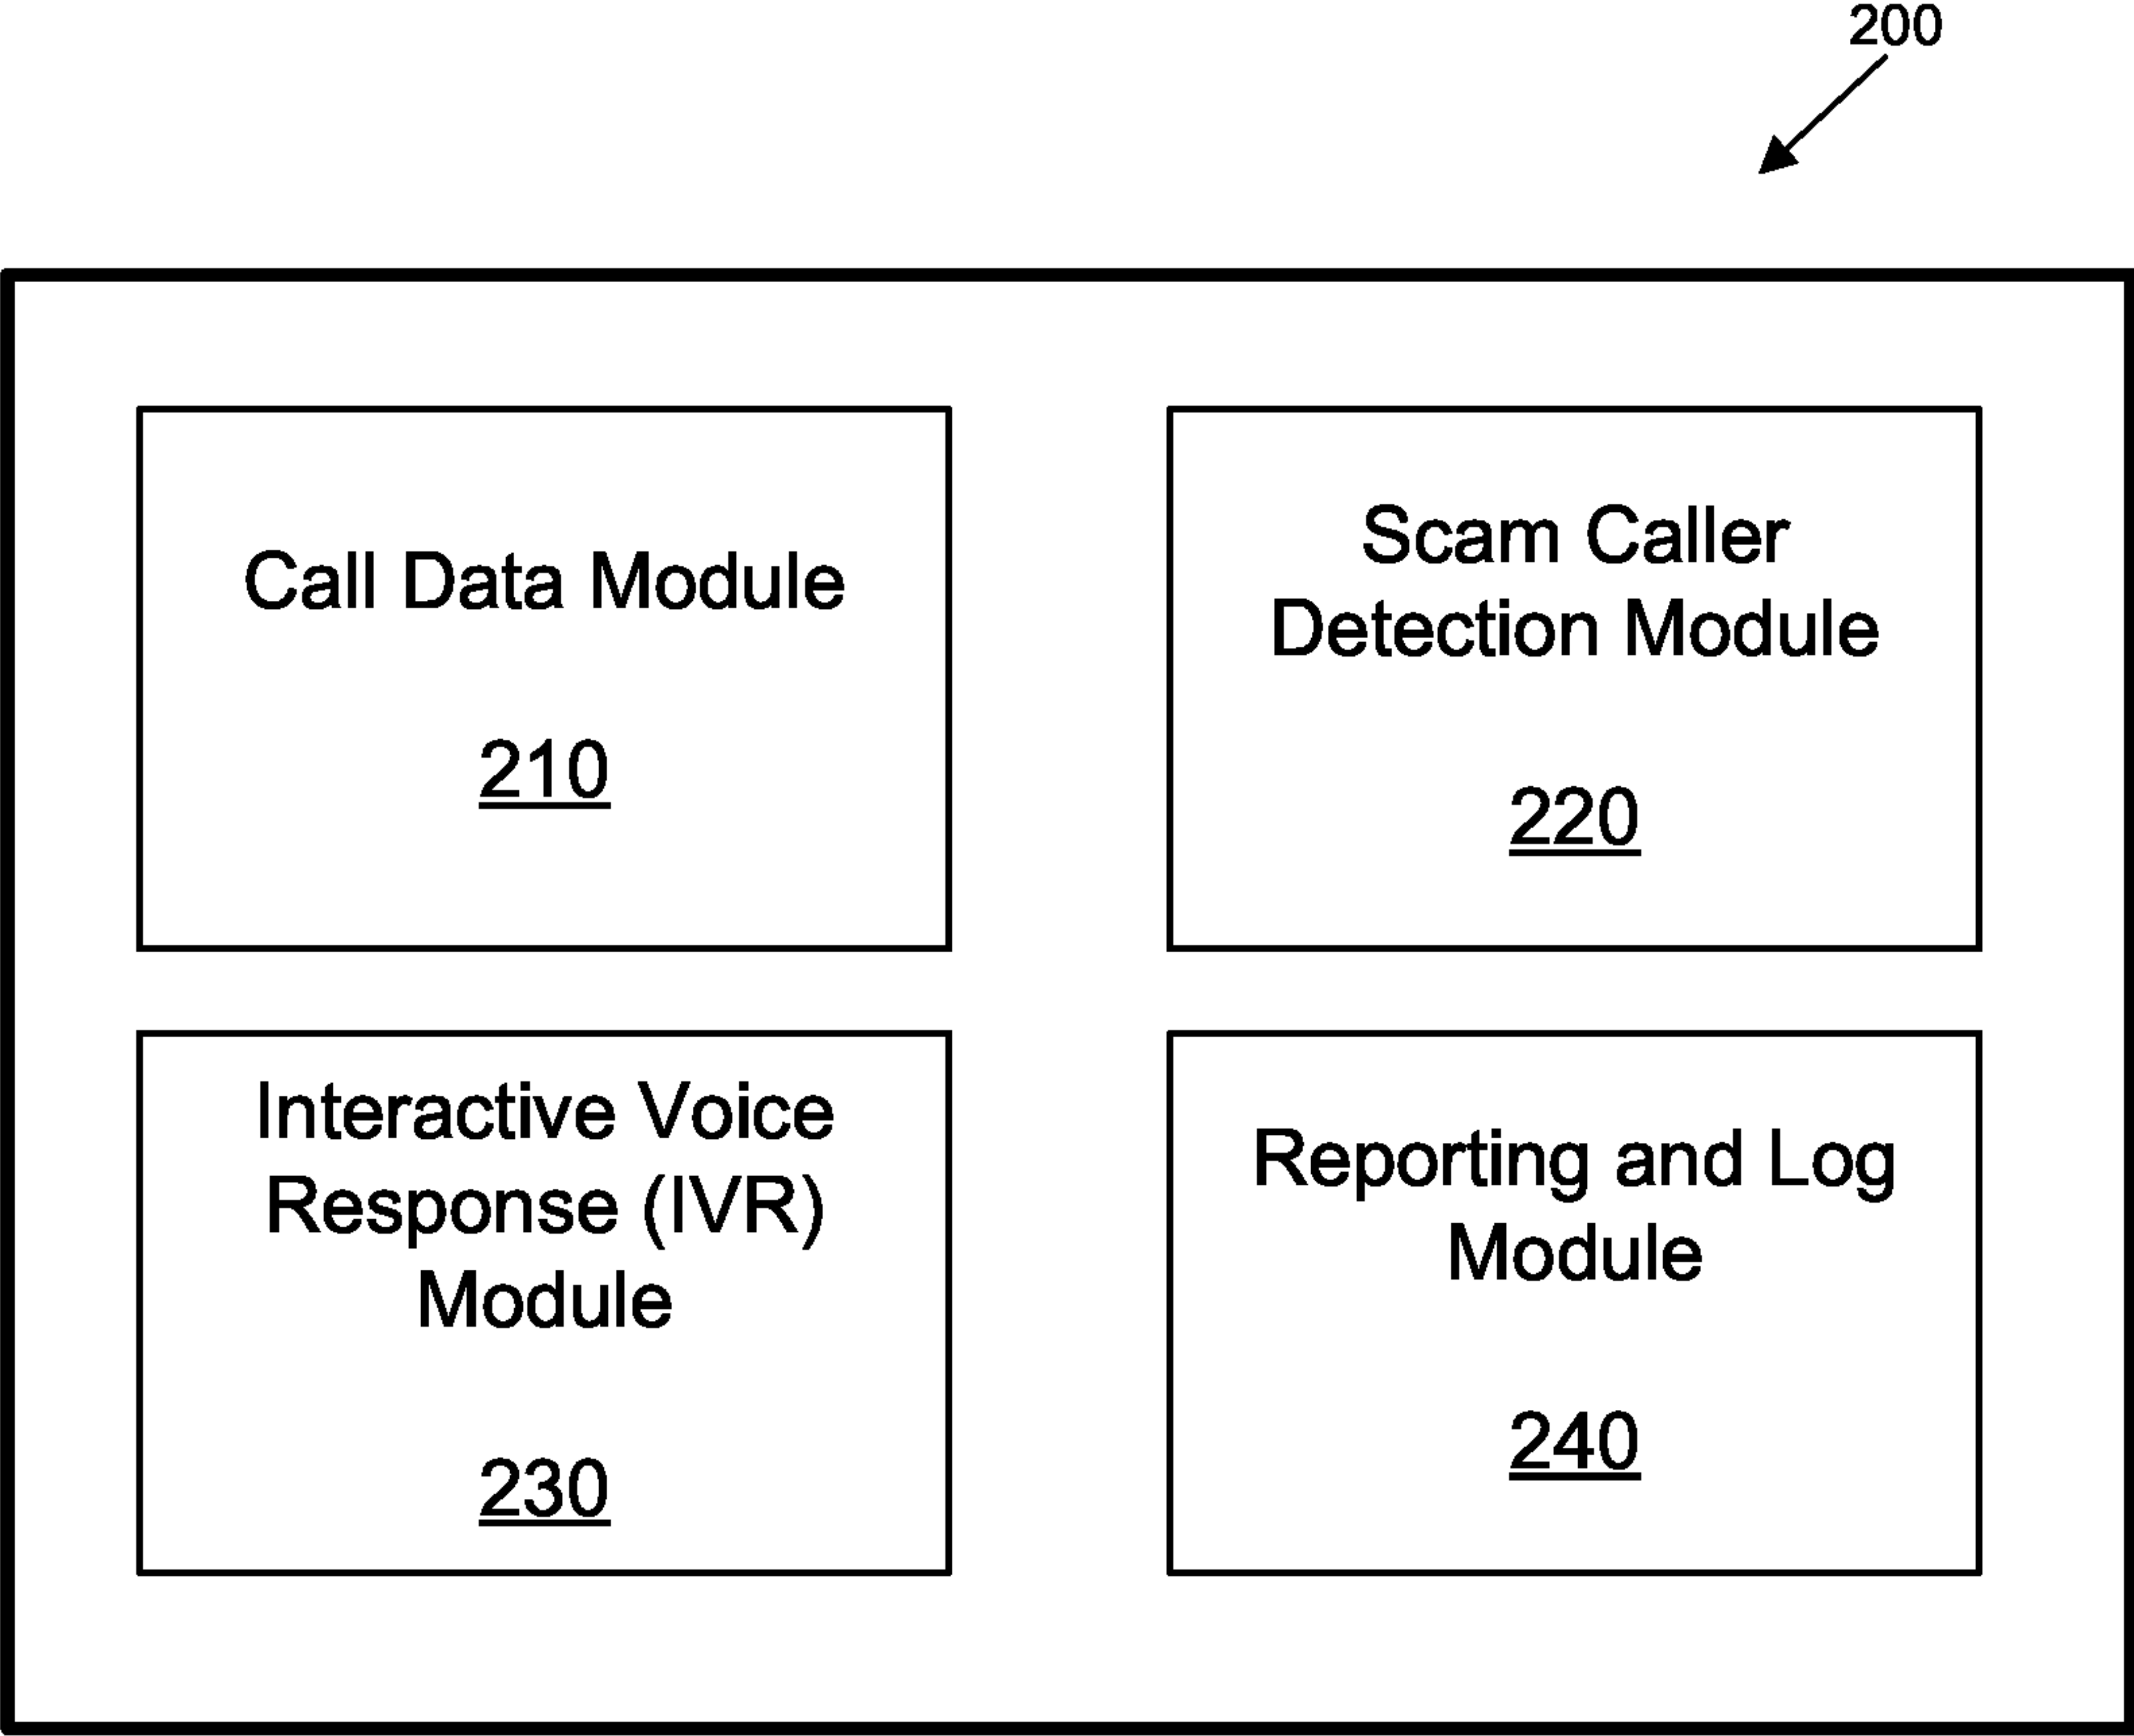 200
Call Data Module
210
Scam Caller
Detection Module
220
Interactive Voice
Response (IVR)
Module
230
Reporting and Log
Module
240